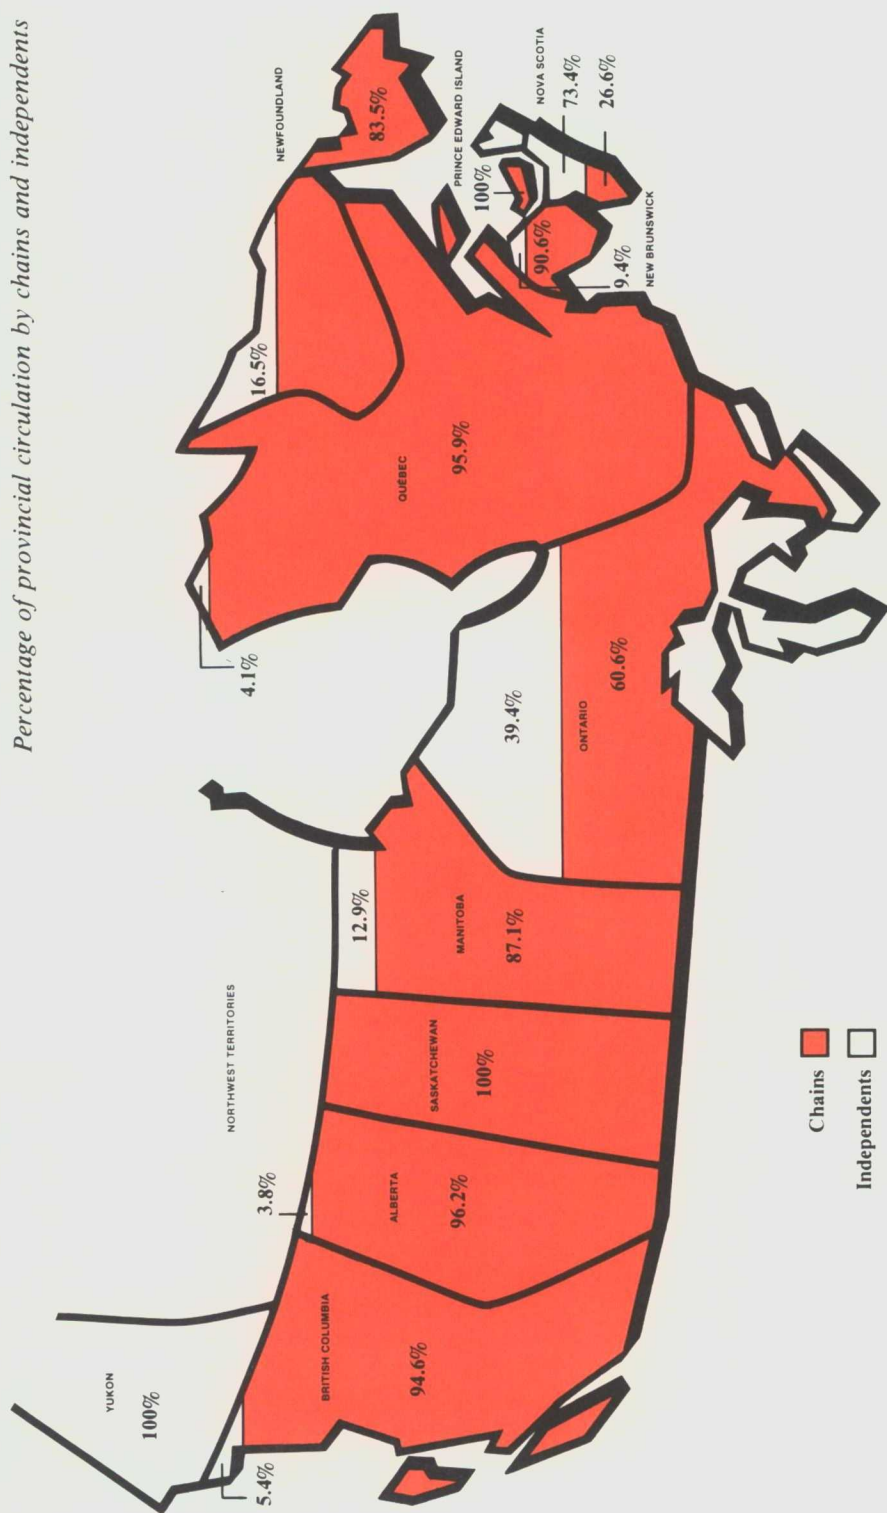 Percentage of provincial circulation by chains and independents
YUKON
100%
5.4%
BRITISH COLUMBIA
94.6%
3.8%
ALBERTA
96.2%
NORTHWEST TERRITORIES
SASKATCHEWAN
100%
12.9%
MANITOBA
87.1%
39.4%
ONTARIO
60.6%
4.1%
QUÉBEC
95.9%
16.5%
NEWFOUNDLAND
83.5%
PRINCE EDWARD ISLAND
100%
90.6%
9.4%
NEW BRUNSWICK
NOVA SCOTIA
73.4%
26.6%
Chains
Independents